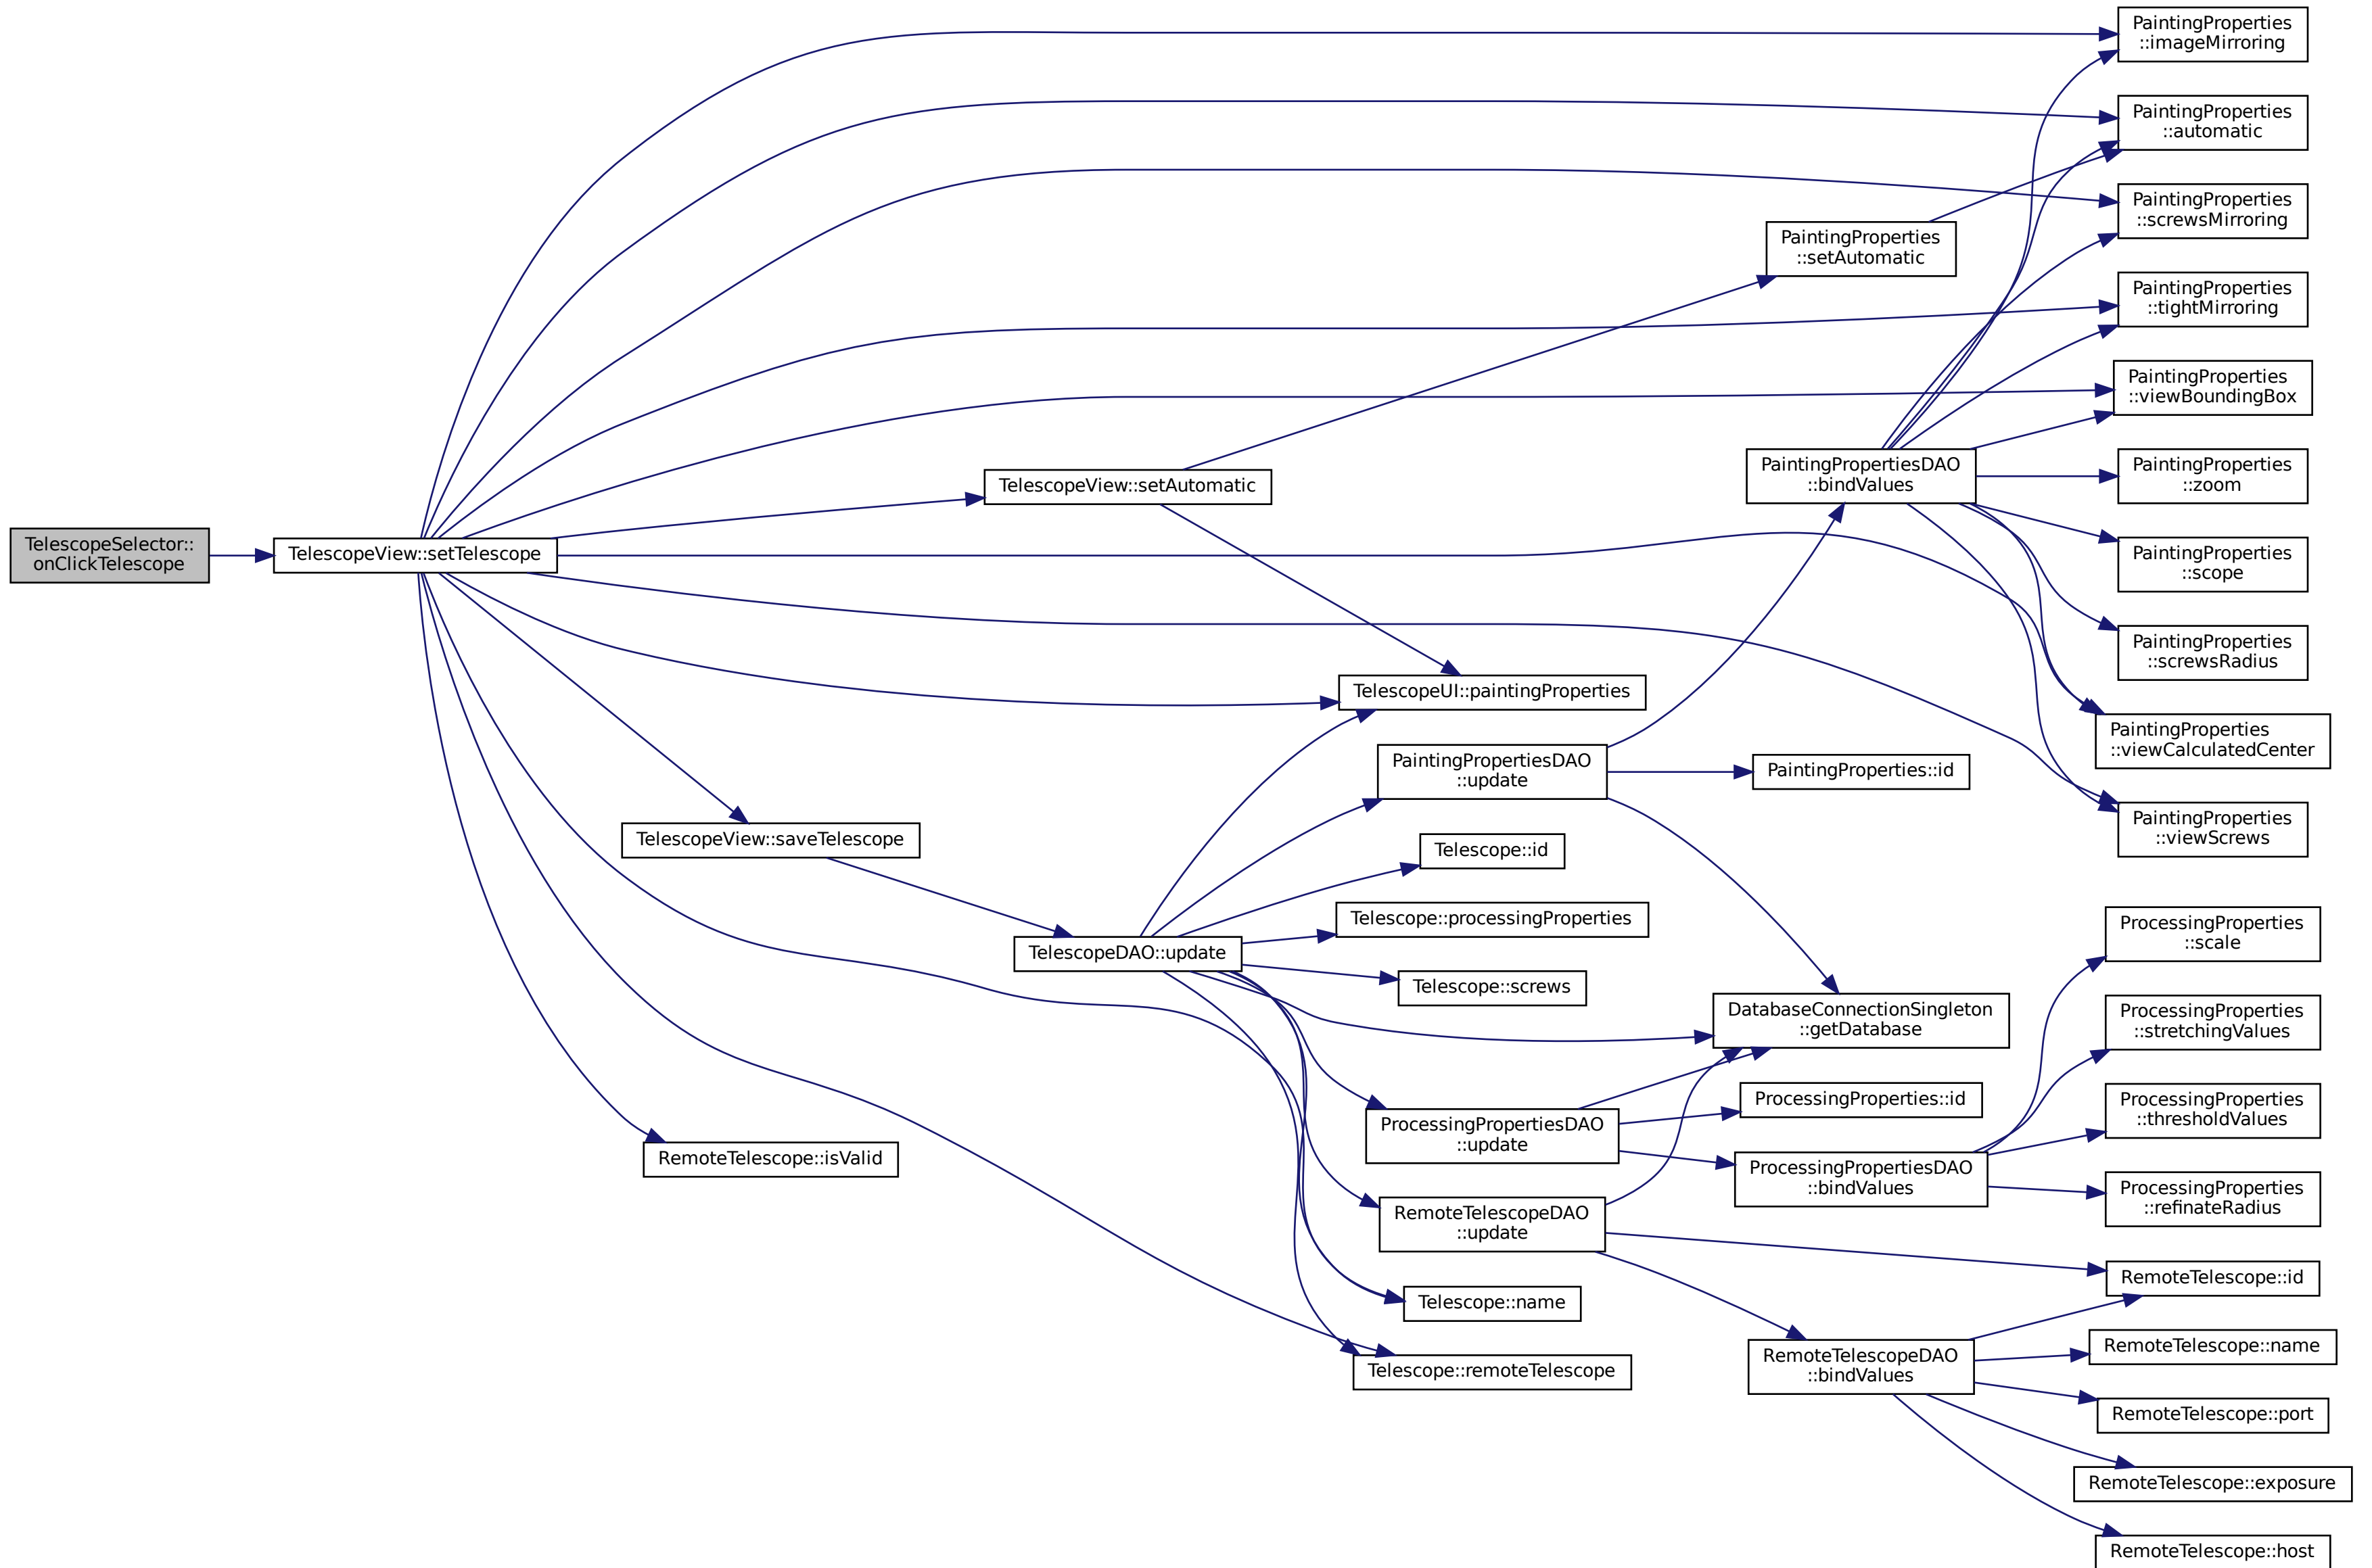 TelescopeSelector::
onClickTelescope
TelescopeView::setTelescope
TelescopeView::setAutomatic
TelescopeView::saveTelescope
RemoteTelescope::isValid
TelescopeDAO::update
TelescopeUI::paintingProperties
PaintingPropertiesDAO
::update
Telescope::id
Telescope::processingProperties
Telescope::screws
ProcessingPropertiesDAO
::update
RemoteTelescopeDAO
::update
Telescope::name
Telescope::remoteTelescope
PaintingProperties
::setAutomatic
PaintingPropertiesDAO
::bindValues
PaintingProperties::id
DatabaseConnectionSingleton
::getDatabase
ProcessingProperties::id
ProcessingPropertiesDAO
::bindValues
RemoteTelescopeDAO
::bindValues
PaintingProperties
::imageMirroring
PaintingProperties
::automatic
PaintingProperties
::screwsMirroring
PaintingProperties
::tightMirroring
PaintingProperties
::viewBoundingBox
PaintingProperties
::zoom
PaintingProperties
::scope
PaintingProperties
::screwsRadius
PaintingProperties
::viewCalculatedCenter
PaintingProperties
::viewScrews
ProcessingProperties
::scale
ProcessingProperties
::stretchingValues
ProcessingProperties
::thresholdValues
ProcessingProperties
::refinateRadius
RemoteTelescope::id
RemoteTelescope::name
RemoteTelescope::port
RemoteTelescope::exposure
RemoteTelescope::host